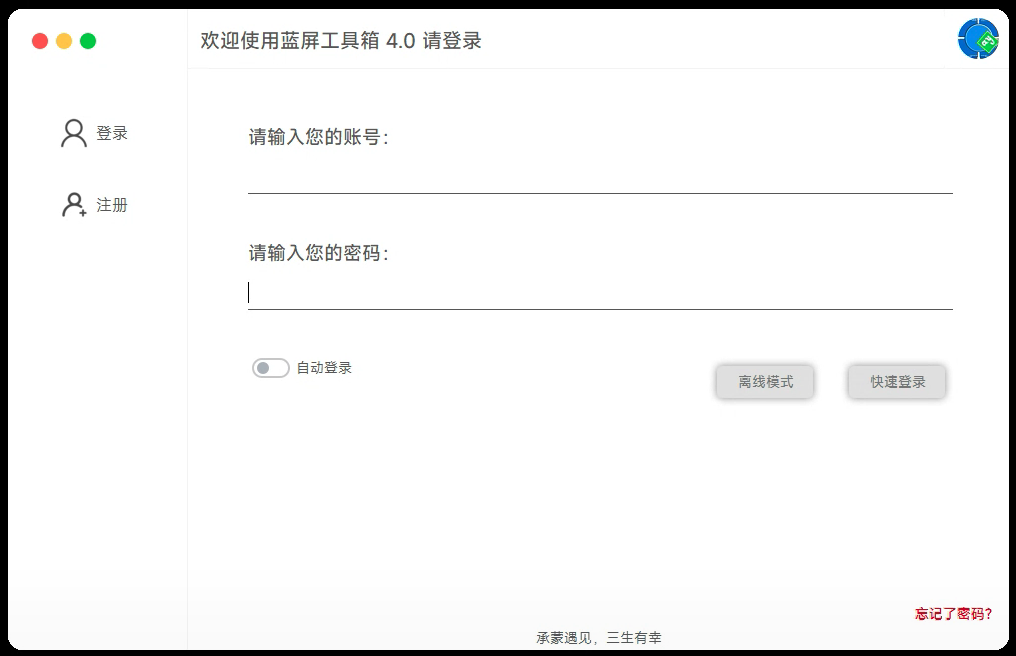 欢迎使用蓝屏工具箱 4.0 请登录
登录
注册
请输入您的账号：
请输入您的密码：
自动登录
离线模式
快速登录
忘记了密码？
承蒙遇见，三生有幸